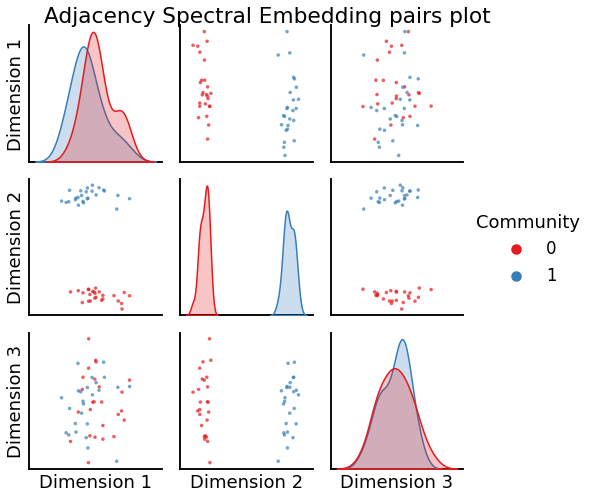 Adjacency Spectral Embedding pairs plot
Dimension 1
Dimension 2
Community
0
1
Dimension 3
Dimension 1
Dimension 2
Dimension 3